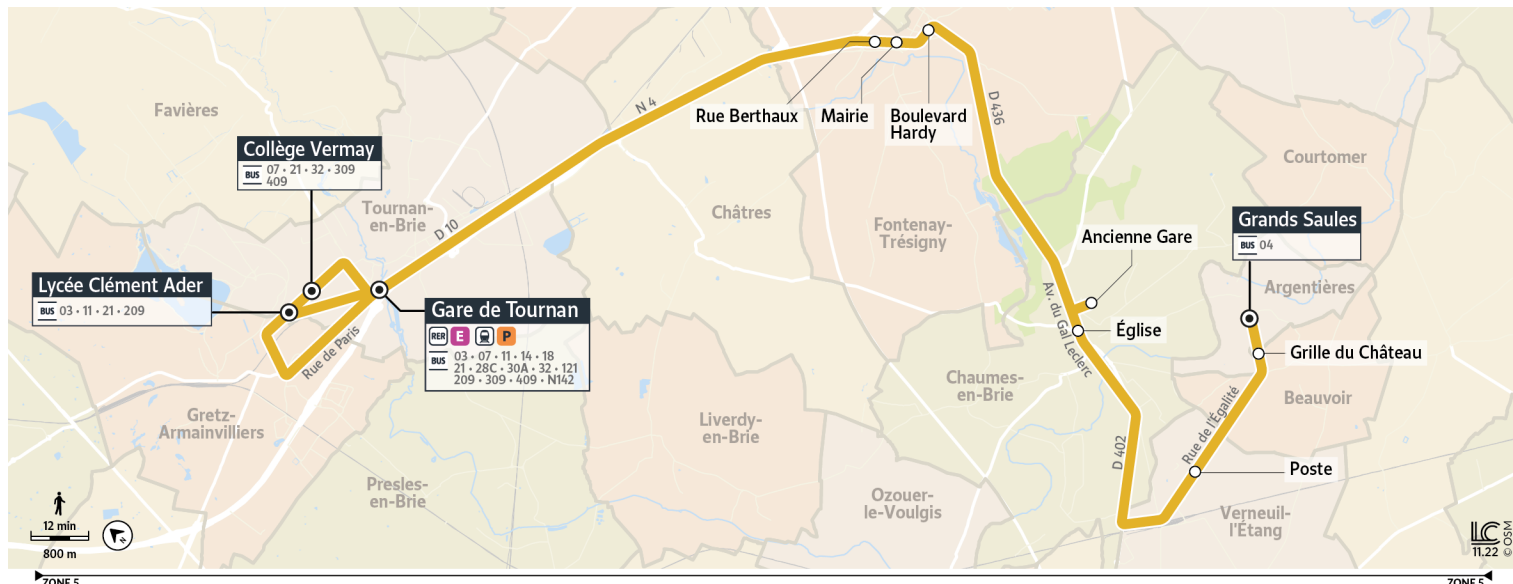 Favières
Collège Vermay
BUS 07 • 21 • 32 • 309
409
Tournan-
en-Brie
D 10
N 4
Rue Berthaux
Mairie
Boulevard
Hardy
D 436
Courtomer
Châtres
Fontenay-
Trésigny
Ancienne Gare
Grands Saules
BUS 04
Argentières
Lycée Clément Ader
BUS 03 • 11 • 21 • 209
Gare de Tournan
RER E P
BUS 03 • 07 • 11 • 14 • 18
21 • 28C • 30A • 32 • 121
209 • 309 • 409 • N142
Rue de Paris
Av. du Gal Leclerc
Église
Grille du Château
Gretz-
Armainvilliers
Liverdy-
en-Brie
Chaumes-
en-Brie
Beauvoir
D 402
Rue de l'Égalité
Poste
Presles-
en-Brie
Ozouer-
le-Voulgis
Verneuil-
l'Étang
12 min
800 m
N
LC
11.22
© OSM
ZONE 5
ZONE 5